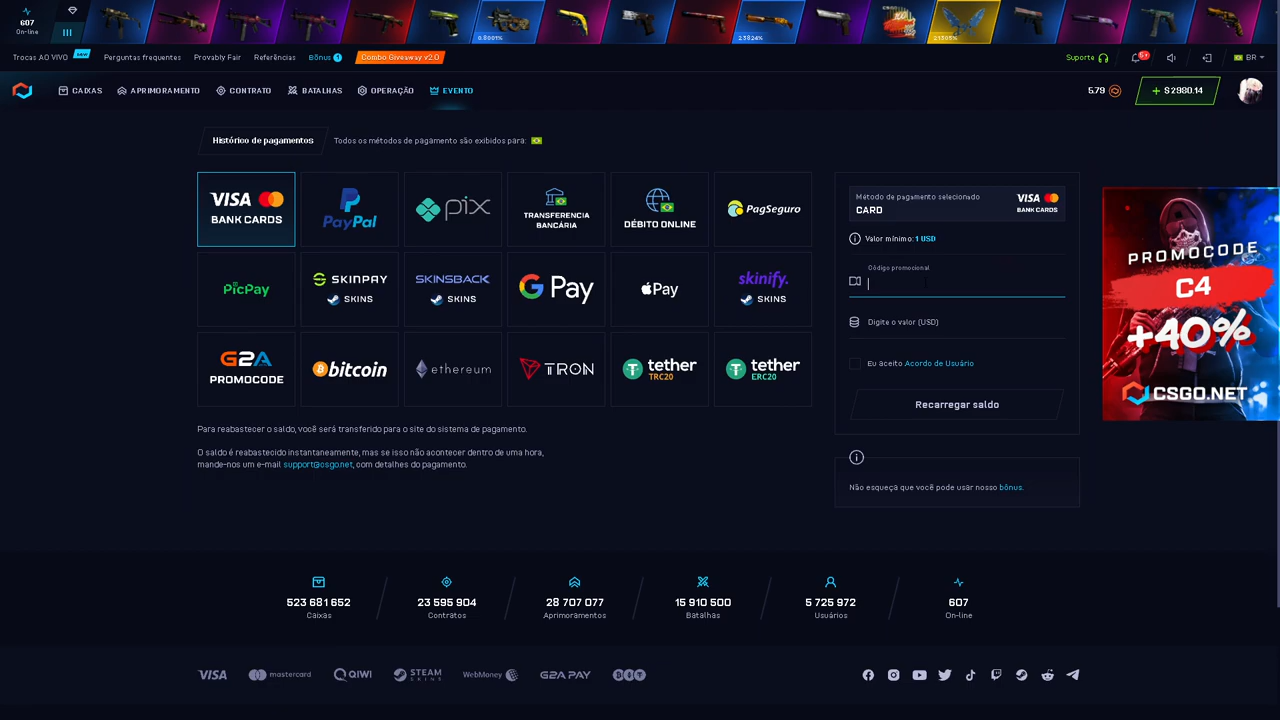 607
On-line
0.8001%
2.3824%
2.1305%
Trocas AO VIVO NEW
Perguntas frequentes
Provably Fair
Referências
Bônus 1
Combo Giveaway v2.0
Suporte
5+
BR
CAIXAS
APRIMORAMENTO
CONTRATO
BATALHAS
OPERAÇÃO
EVENTO
5.79
+ $ 2980.14
Histórico de pagamentos
Todos os métodos de pagamento são exibidos para:
VISA
BANK CARDS
PayPal
pix
TRANSFERENCIA
BANCÁRIA
DÉBITO ONLINE
PagSeguro
PicPay
SKINPAY
SKINS
SKINSBACK
SKINS
G Pay
Pay
skinify.
SKINS
G2A
PROMOCODE
bitcoin
ethereum
TRON
tether
TRC20
tether
ERC20
Para reabastecer o saldo, você será transferido para o site do sistema de pagamento.
O saldo é reabastecido instantaneamente, mas se isso não acontecer dentro de uma hora,
mande-nos um e-mail support@csgo.net, com detalhes do pagamento.
Método de pagamento selecionado
CARD
VISA
BANK CARDS
Valor mínimo: 1 USD
Código promocional
Digite o valor (USD)
Eu aceito Acordo de Usuário
Recarregar saldo
Não esqueça que você pode usar nosso bônus.
PROMOCODE
C4
+40%
CSGO.NET
523 681 652
Caixas
23 595 904
Contratos
28 707 077
Aprimoramentos
15 910 500
Batalhas
5 725 972
Usuários
607
On-line
VISA
mastercard
QIWI
STEAM
SKINS
WebMoney
G2A PAY